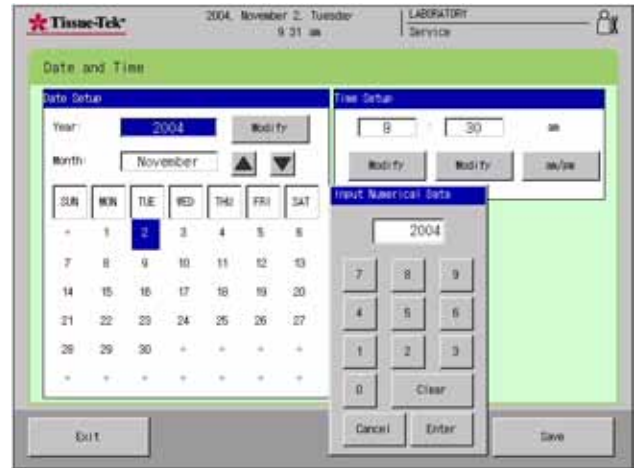 Tissue-Tek®
2004, November 2, Tuesday
9 31 am
LABORATORY
Service
Date and Time
Date Setup
Year:
2004
Modify
Month:
November
SUN MON TUE WED THU FRI SAT
- 1 2 3 4 5 6
7 8 9 10 11 12 13
14 15 16 17 18 19 20
21 22 23 24 25 26 27
28 29 30 - - - -
- - - - - - -
Time Setup
9 : 30 am
Modify Modify am/pm
Input Numerical Data
2004
7 8 9
4 5 6
1 2 3
0 Clear
Cancel Enter
Exit
Save